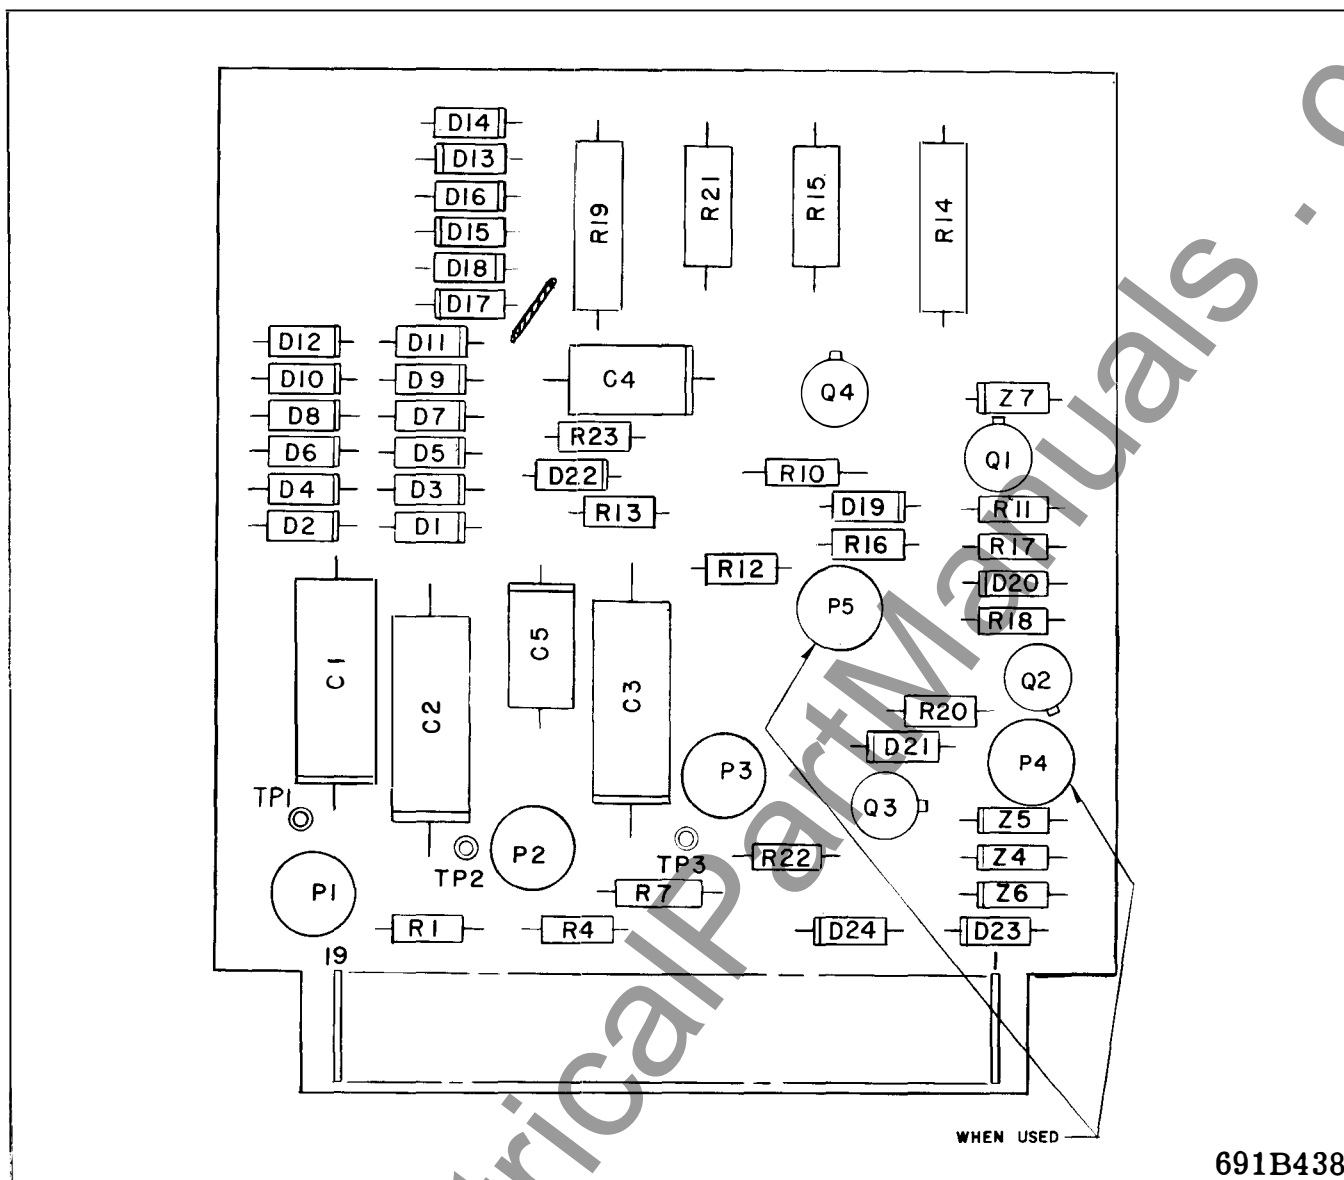 D14
D13
D16
D15
D18
D17
R19
R21
R15
R14
D12
D11
D10
D9
D8
D7
D6
D5
D4
D3
D2
D1
C4
Q4
Z7
R23
Q1
D22
R10
R13
D19
R11
R16
R17
R12
D20
P5
R18
C1
C2
C5
C3
Q2
R20
D21
P3
P4
TP1
Q3
Z5
P2
TP2
TP3
R22
Z4
P1
R7
Z6
R1
R4
D24
D23
19
1
WHEN USED
691B438
tricalPartManuals .